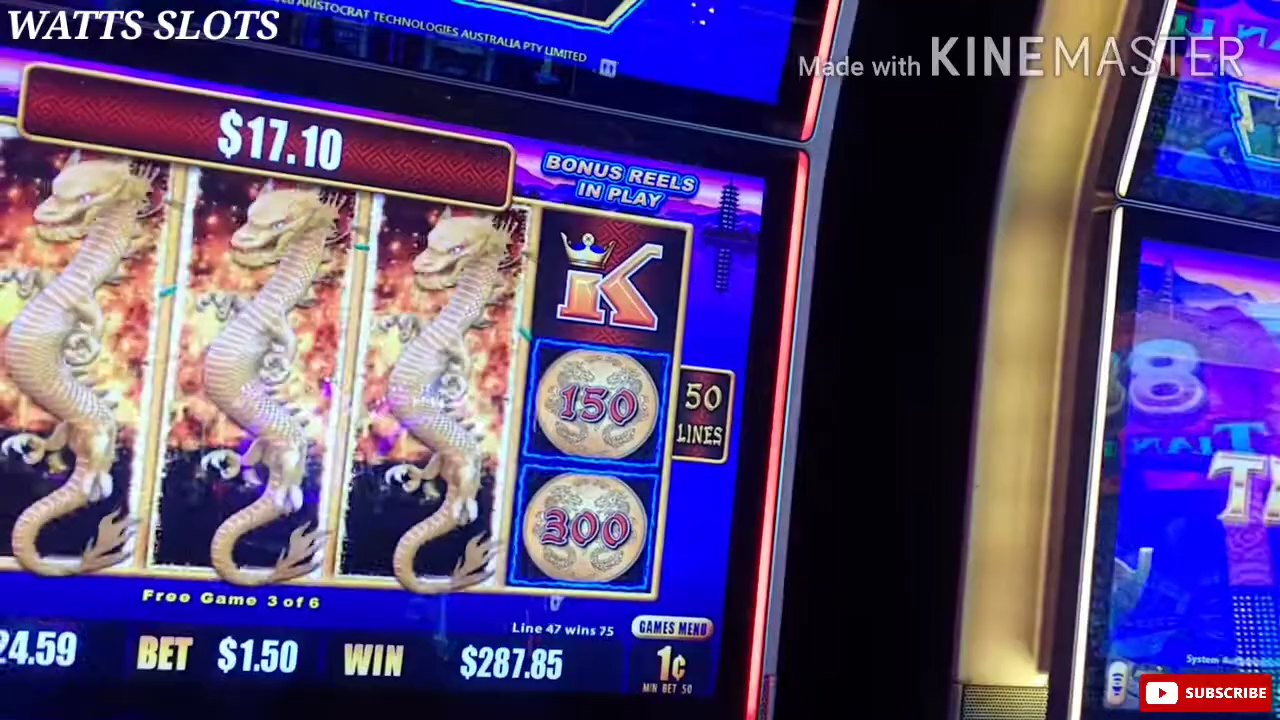 WATTS SLOTS
ARISTOCRAT TECHNOLOGIES AUSTRALIA PTY LIMITED
Made with KINEMASTER
$17.10
BONUS REELS
IN PLAY
K
150
300
50
LINES
8
Free Game 3 of 6
Line 47 wins 75
GAMES MENU
24.59
BET $1.50
WIN $287.85
1¢
MIN BET 50
SUBSCRIBE